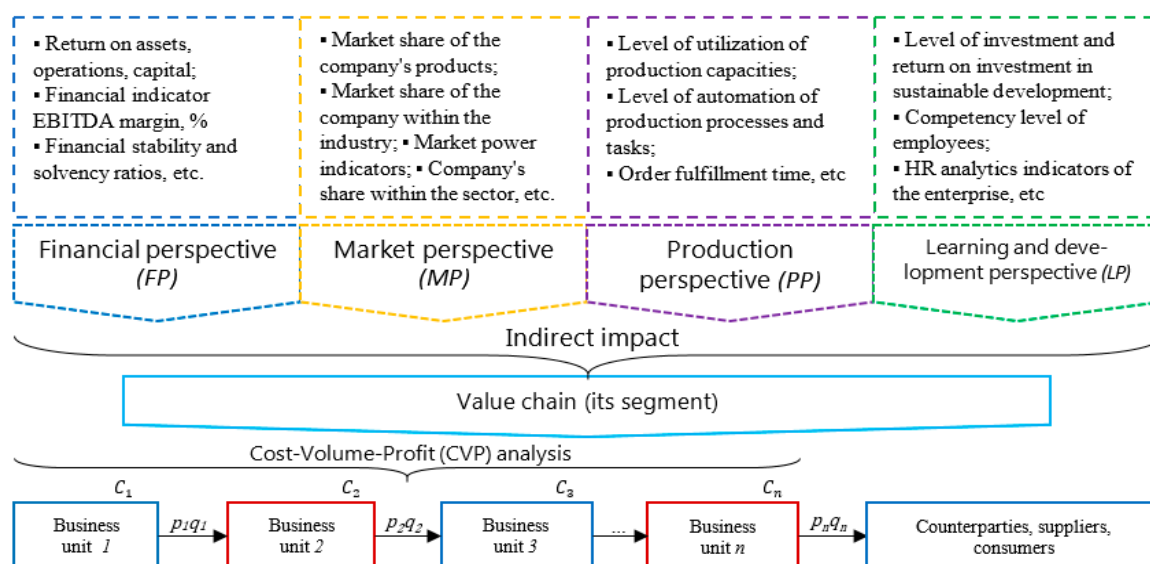 ▪ Return on assets,
operations, capital;
▪ Financial indicator
EBITDA margin, %
▪ Financial stability and
solvency ratios, etc.
▪ Market share of the
company's products;
▪ Market share of the
company within the
industry; ▪ Market power
indicators; ▪ Company's
share within the sector, etc.
▪ Level of utilization of
production capacities;
▪ Level of automation of
production processes and
tasks;
▪ Order fulfillment time, etc
▪ Level of investment and
return on investment in
sustainable development;
▪ Competency level of
employees;
▪ HR analytics indicators
of the enterprise, etc
Financial perspective
(FP)
Market perspective
(MP)
Production
perspective (PP)
Learning and deve-
lopment perspective (LP)
Indirect impact
Value chain (its segment)
Cost-Volume-Profit (CVP) analysis
C₁
C₂
C₃
Cₙ
Business
unit 1
p₁q₁
Business
unit 2
p₂q₂
Business
unit 3
...
Business
unit n
pₙqₙ
Counterparties, suppliers,
consumers